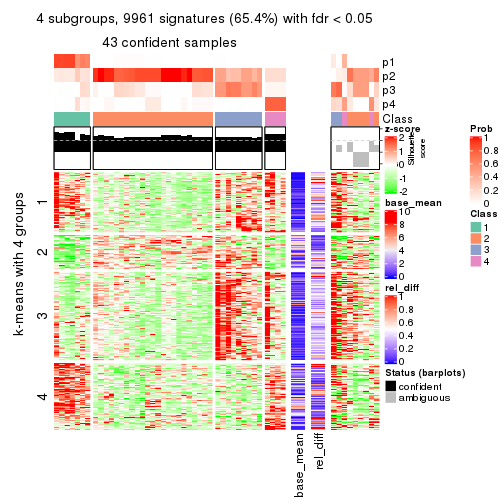 4 subgroups, 9961 signatures (65.4%) with fdr < 0.05
43 confident samples
p1
p2
p3
p4
Class
Silhouette
score
k-means with 4 groups
1
2
3
4
base_mean
rel_diff
z-score
2
1
0
-1
-2
base_mean
10
8
6
4
2
0
rel_diff
1
0.8
0.6
0.4
0.2
0
Status (barplots)
confident
ambiguous
Prob
1
0.8
0.6
0.4
0.2
0
Class
1
2
3
4